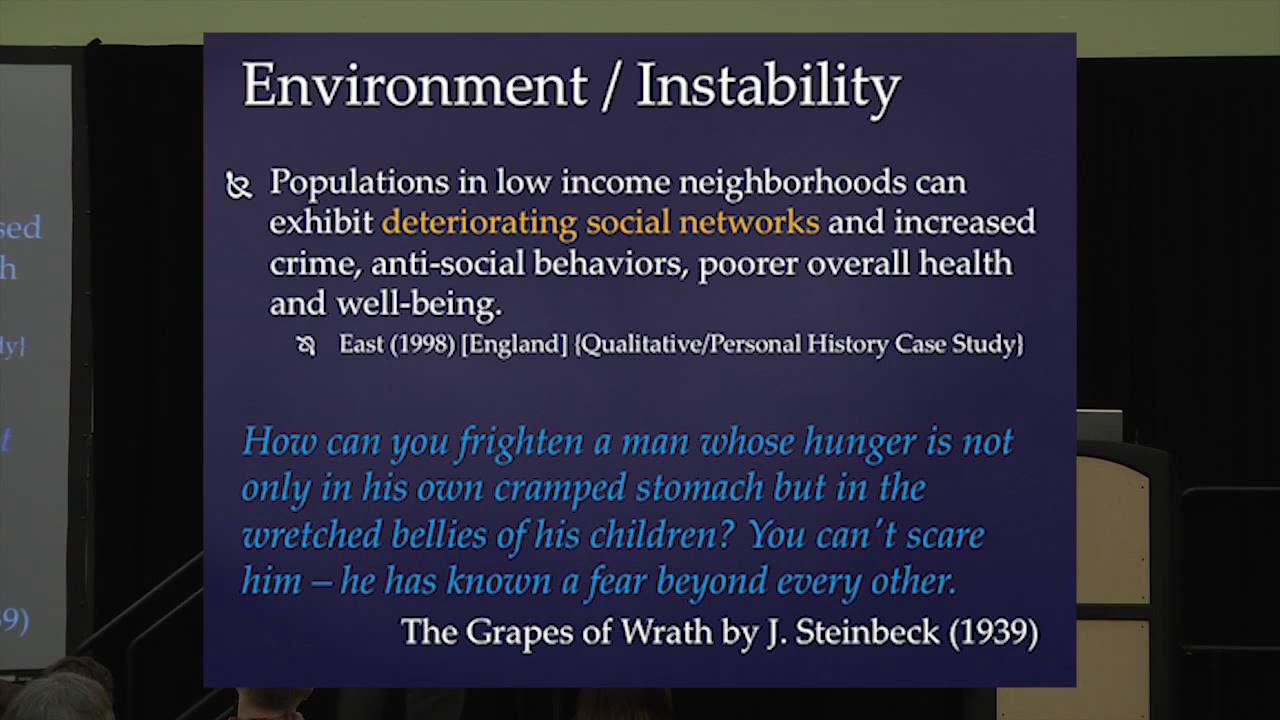 Environment / Instability
Populations in low income neighborhoods can
exhibit deteriorating social networks and increased
crime, anti-social behaviors, poorer overall health
and well-being.
East (1998) [England] {Qualitative/Personal History Case Study}
How can you frighten a man whose hunger is not
only in his own cramped stomach but in the
wretched bellies of his children? You can't scare
him – he has known a fear beyond every other.
The Grapes of Wrath by J. Steinbeck (1939)